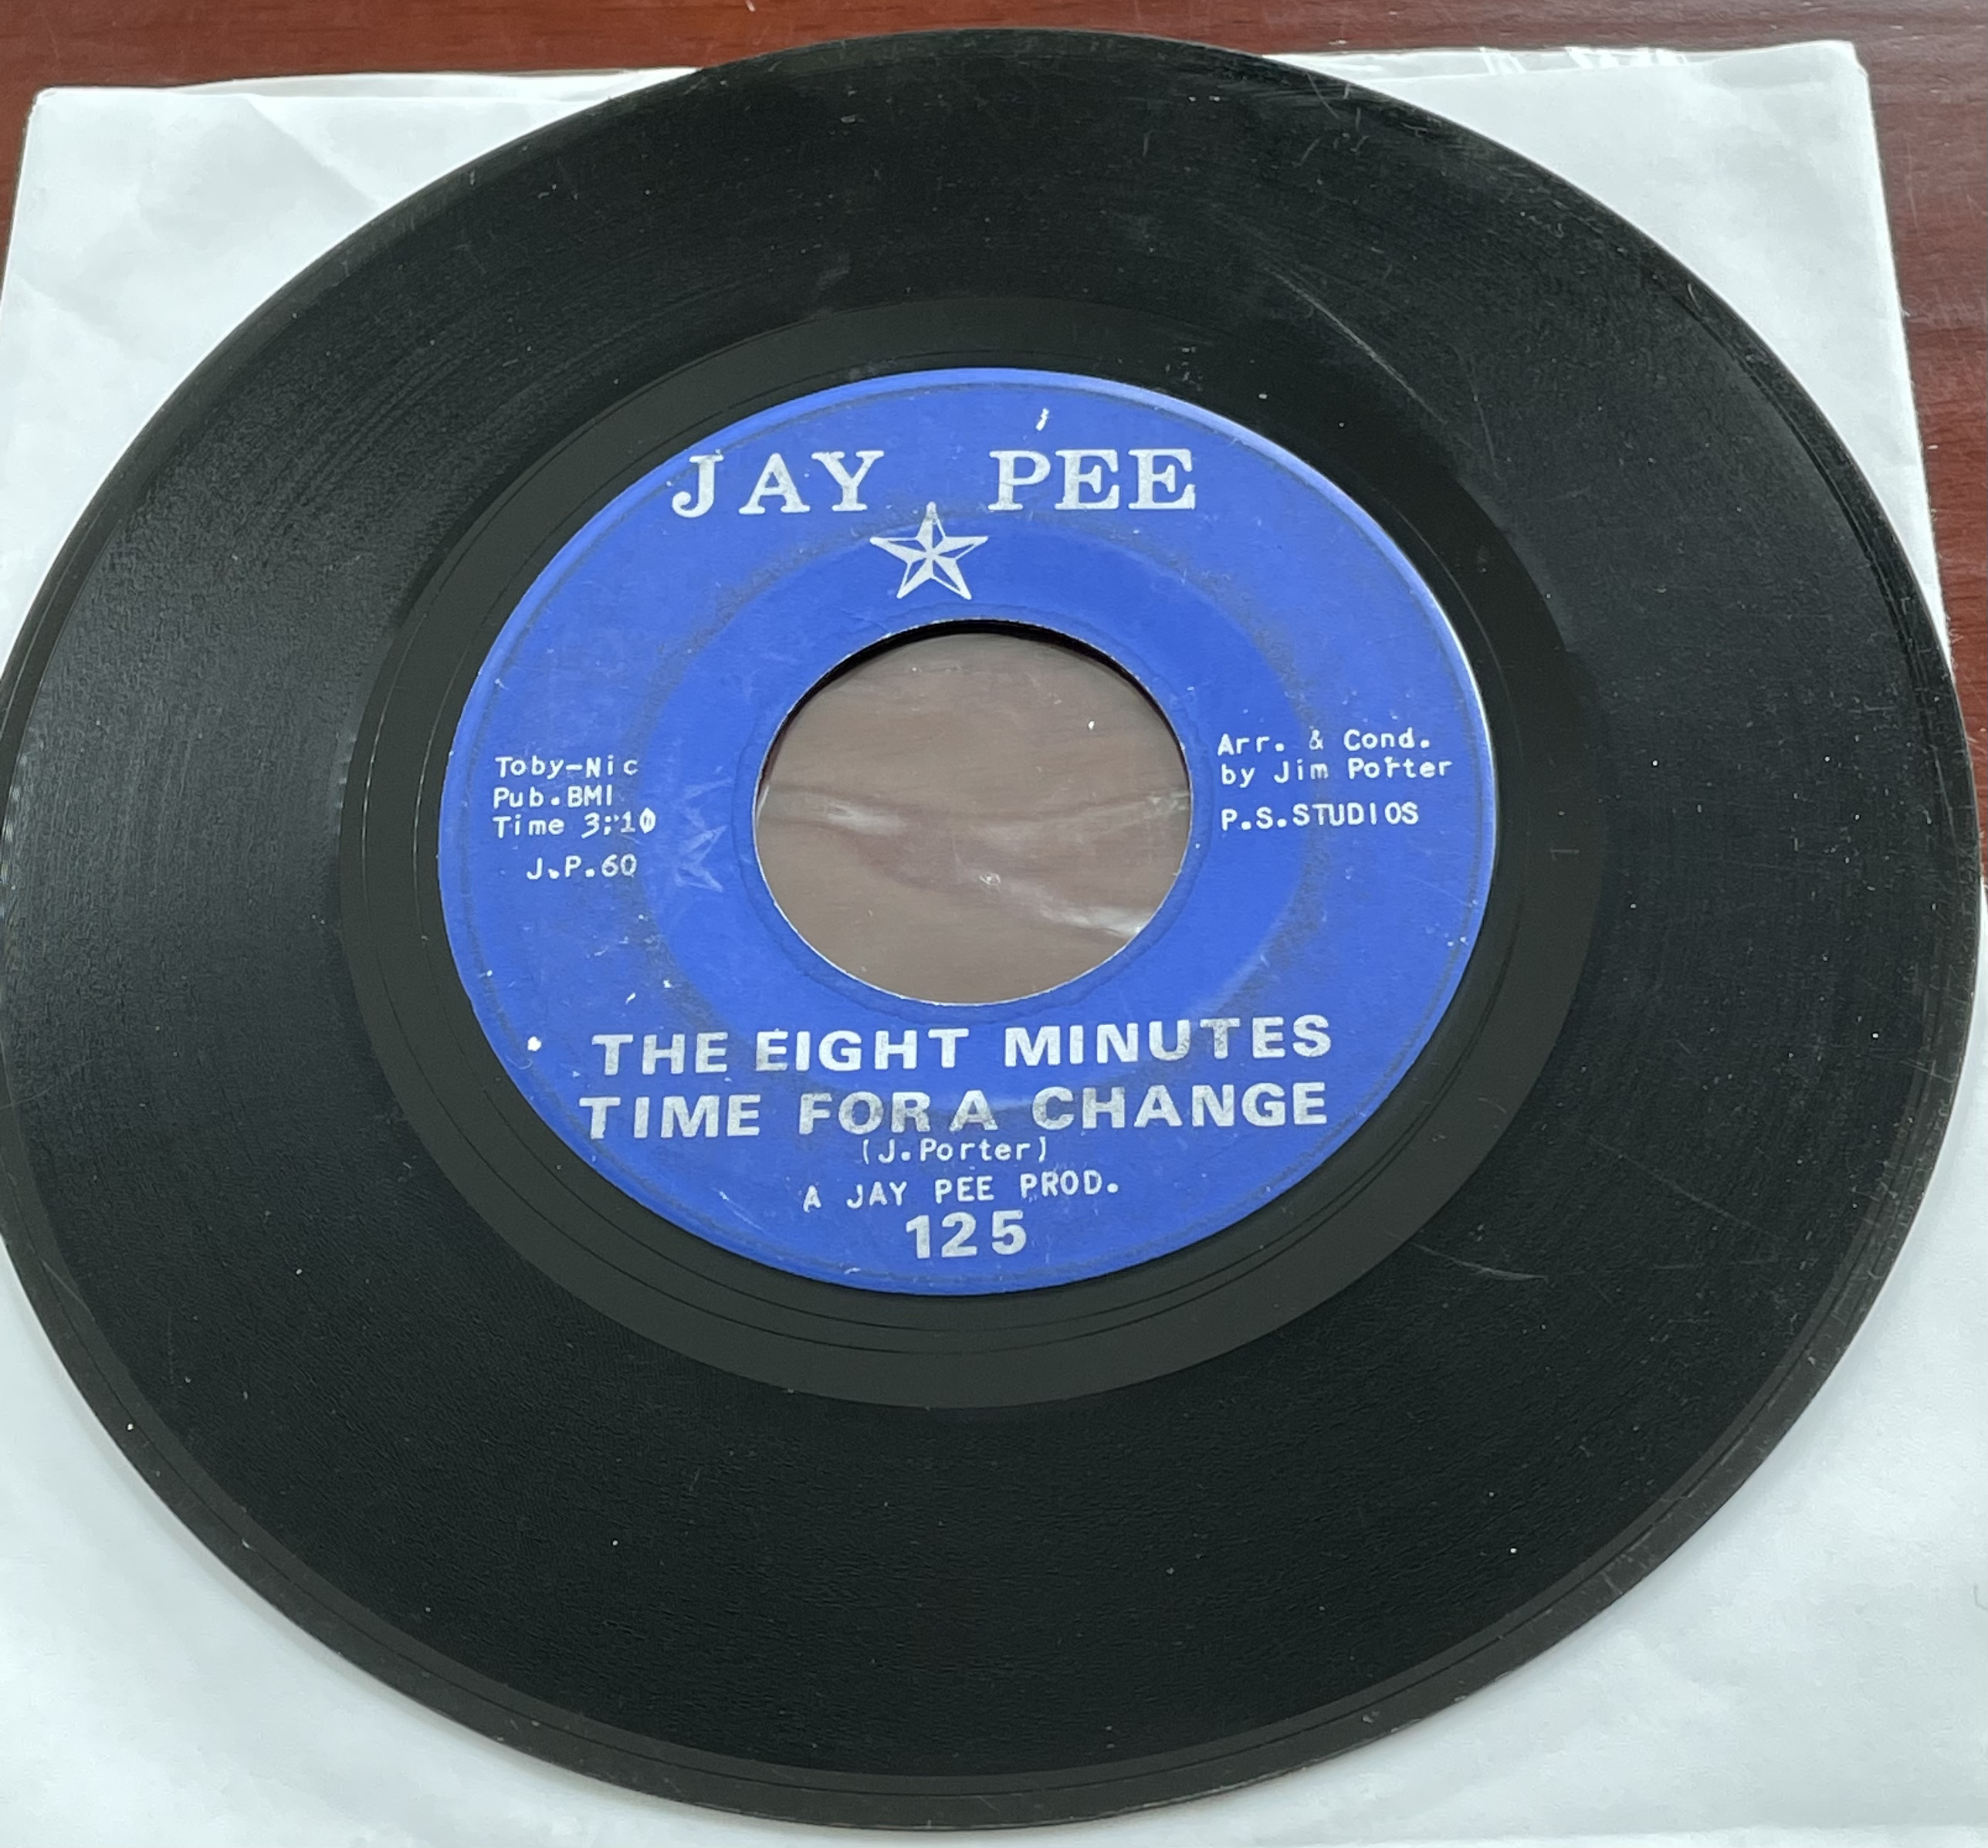 JAY PEE
Toby-Nic
Pub.BMI
Time 3:10
J.P.60
Arr. & Cond.
by Jim Porter
P.S.STUDIOS
THE EIGHT MINUTES
TIME FOR A CHANGE
(J.Porter)
A JAY PEE PROD.
125